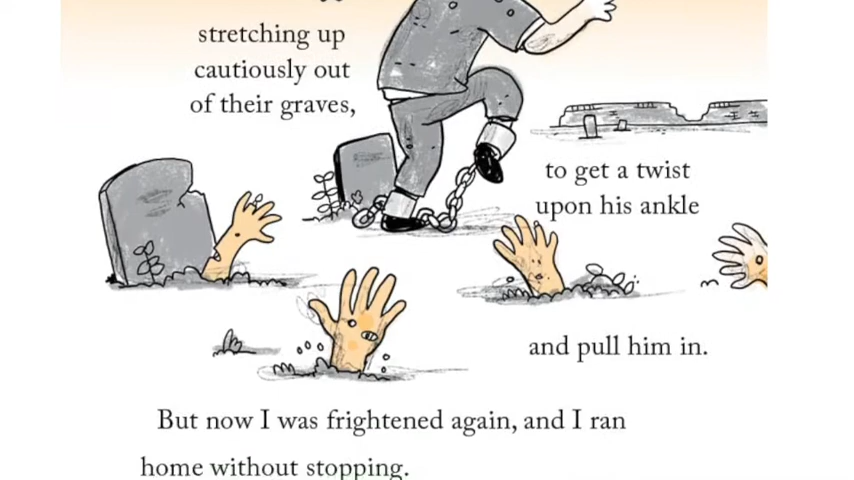 stretching up
cautiously out
of their graves,
to get a twist
upon his ankle
and pull him in.
But now I was frightened again, and I ran
home without stopping.